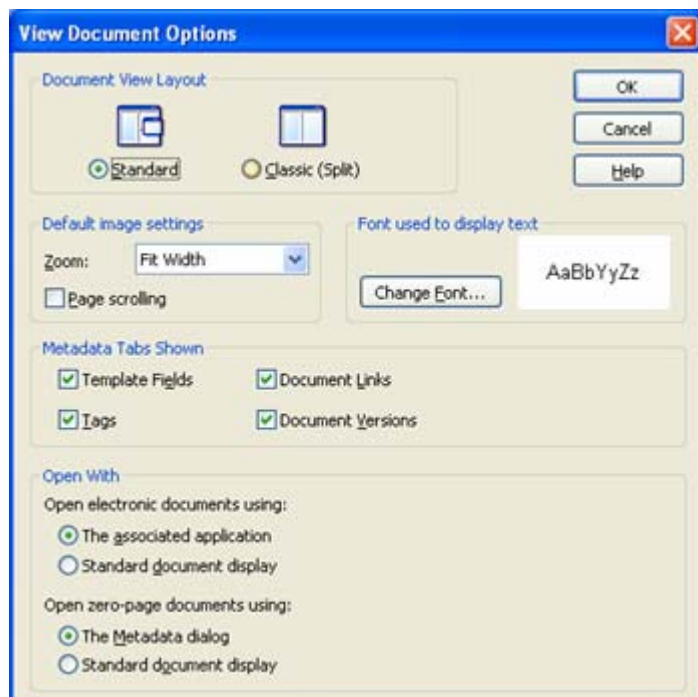 View Document Options
Document View Layout
Standard
Classic (Split)
OK
Cancel
Help
Default image settings
Zoom: Fit Width
Page scrolling
Font used to display text
Change Font...
AaBbYyZz
Metadata Tabs Shown
Template Fields Document Links
Tags Document Versions
Open With
Open electronic documents using:
The associated application
Standard document display
Open zero-page documents using:
The Metadata dialog
Standard document display